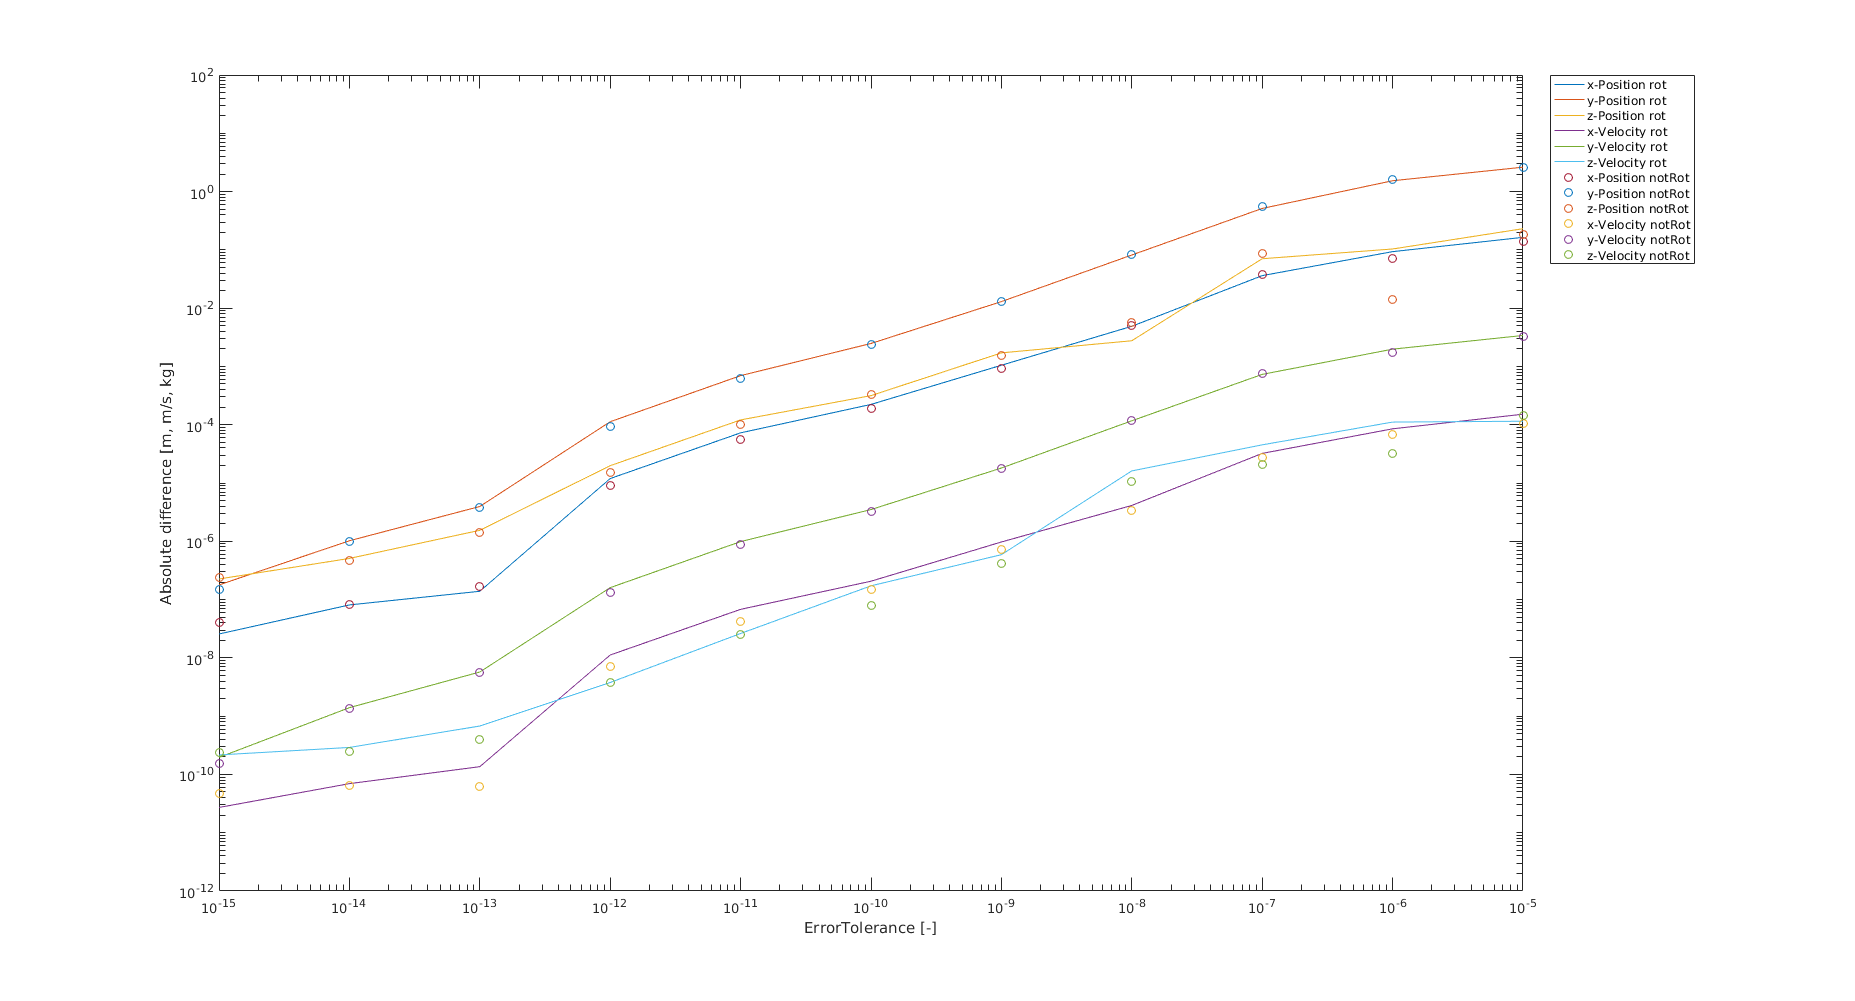 10^2
10^0
10^-2
10^-4
10^-6
10^-8
10^-10
10^-12
Absolute difference [m, m/s, kg]
10^-15 10^-14 10^-13 10^-12 10^-11 10^-10 10^-9 10^-8 10^-7 10^-6 10^-5
ErrorTolerance [-]
x-Position rot
y-Position rot
z-Position rot
x-Velocity rot
y-Velocity rot
z-Velocity rot
x-Position notRot
y-Position notRot
z-Position notRot
x-Velocity notRot
y-Velocity notRot
z-Velocity notRot